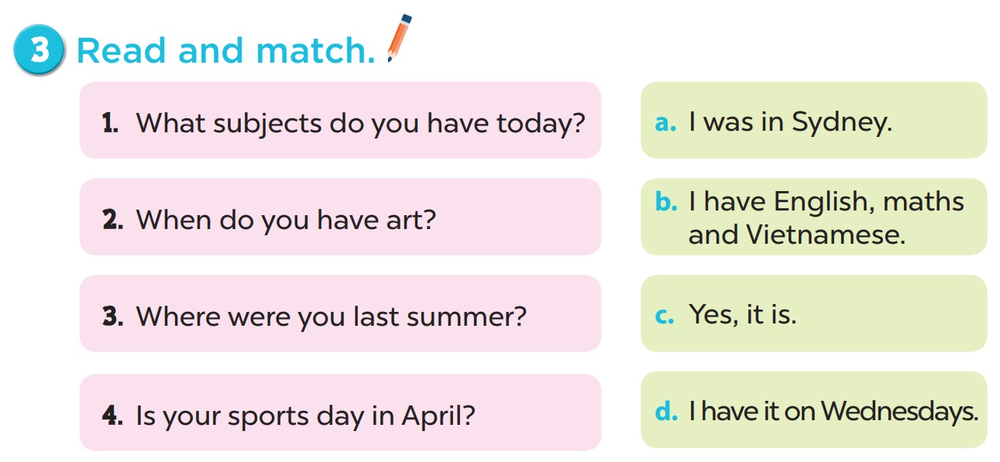 3 Read and match.
1. What subjects do you have today?
a. I was in Sydney.
2. When do you have art?
b. I have English, maths
and Vietnamese.
3. Where were you last summer?
c. Yes, it is.
4. Is your sports day in April?
d. I have it on Wednesdays.